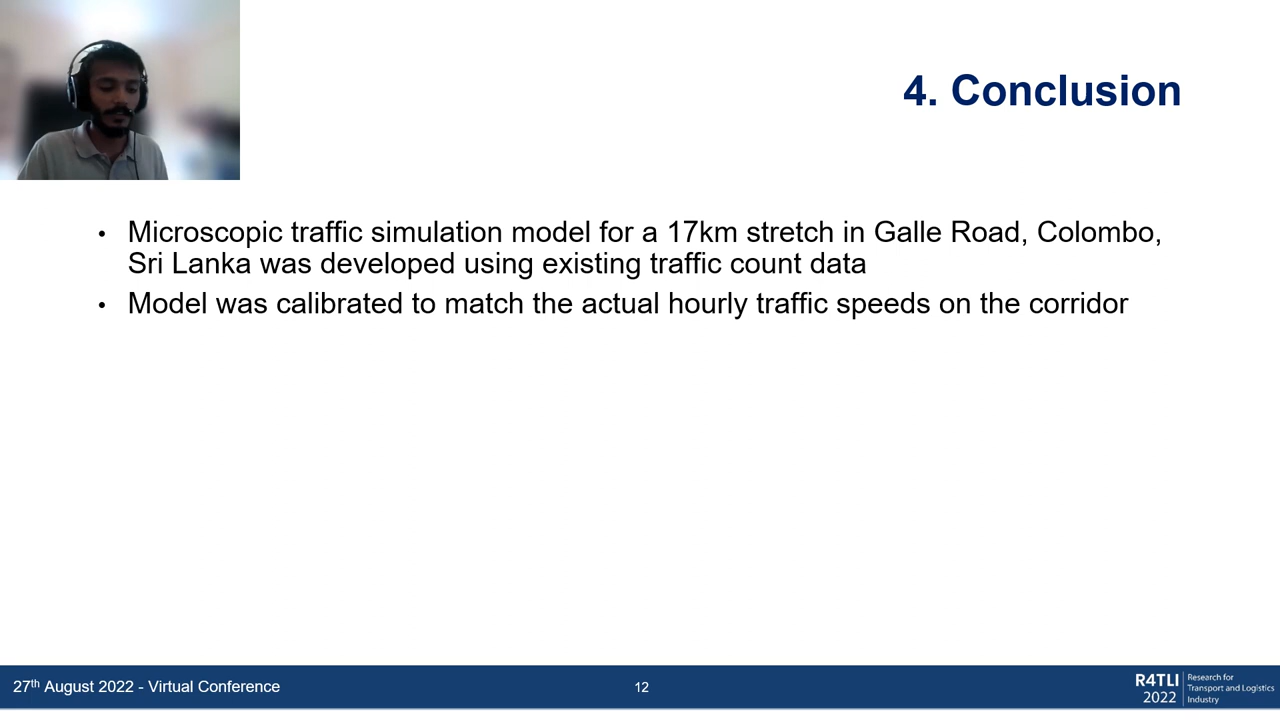 4. Conclusion
• Microscopic traffic simulation model for a 17km stretch in Galle Road, Colombo,
Sri Lanka was developed using existing traffic count data
• Model was calibrated to match the actual hourly traffic speeds on the corridor
27th August 2022 - Virtual Conference
12
R4TLI
2022
Research for
Transport and Logistics
Industry